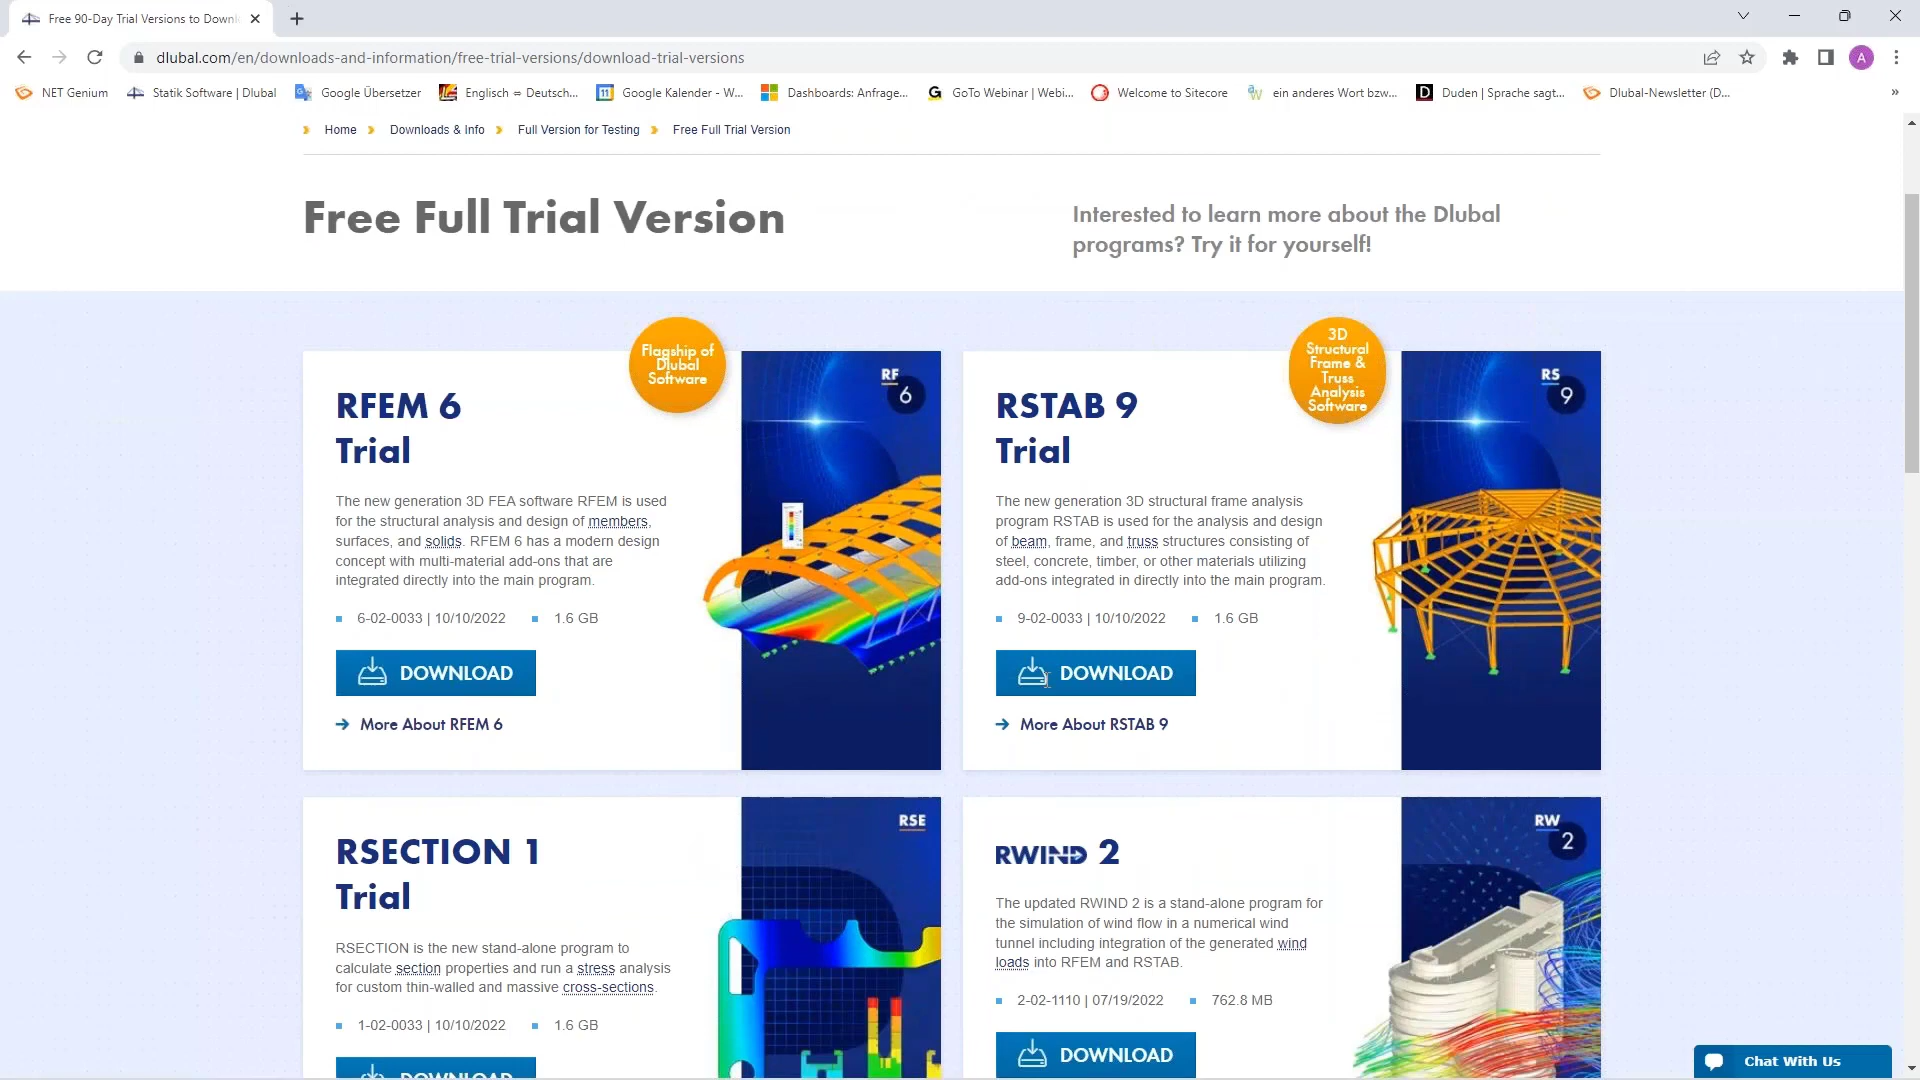 Free 90-Day Trial Versions to Downl
dlubal.com/en/downloads-and-information/free-trial-versions/download-trial-versions
A
NET Genium
Statik Software | Dlubal
Google Übersetzer
Englisch ⇔ Deutsch...
Google Kalender - W...
Dashboards: Anfrage...
GoTo Webinar | Webi...
Welcome to Sitecore
ein anderes Wort bzw...
Duden | Sprache sagt...
Dlubal-Newsletter (D...
»
Home
Downloads & Info
Full Version for Testing
Free Full Trial Version
Free Full Trial Version
Interested to learn more about the Dlubal
programs? Try it for yourself!
Flagship of
Dlubal
Software
RF
6
RFEM 6
Trial
The new generation 3D FEA software RFEM is used
for the structural analysis and design of members,
surfaces, and solids. RFEM 6 has a modern design
concept with multi-material add-ons that are
integrated directly into the main program.
6-02-0033 | 10/10/2022
1.6 GB
DOWNLOAD
More About RFEM 6
3D
Structural
Frame &
Truss
Analysis
Software
RS
9
RSTAB 9
Trial
The new generation 3D structural frame analysis
program RSTAB is used for the analysis and design
of beam, frame, and truss structures consisting of
steel, concrete, timber, or other materials utilizing
add-ons integrated in directly into the main program.
9-02-0033 | 10/10/2022
1.6 GB
DOWNLOAD
More About RSTAB 9
RSE
RSECTION 1
Trial
RSECTION is the new stand-alone program to
calculate section properties and run a stress analysis
for custom thin-walled and massive cross-sections.
1-02-0033 | 10/10/2022
1.6 GB
DOWNLOAD
RW
2
RWIND 2
The updated RWIND 2 is a stand-alone program for
the simulation of wind flow in a numerical wind
tunnel including integration of the generated wind
loads into RFEM and RSTAB.
2-02-1110 | 07/19/2022
762.8 MB
DOWNLOAD
Chat With Us